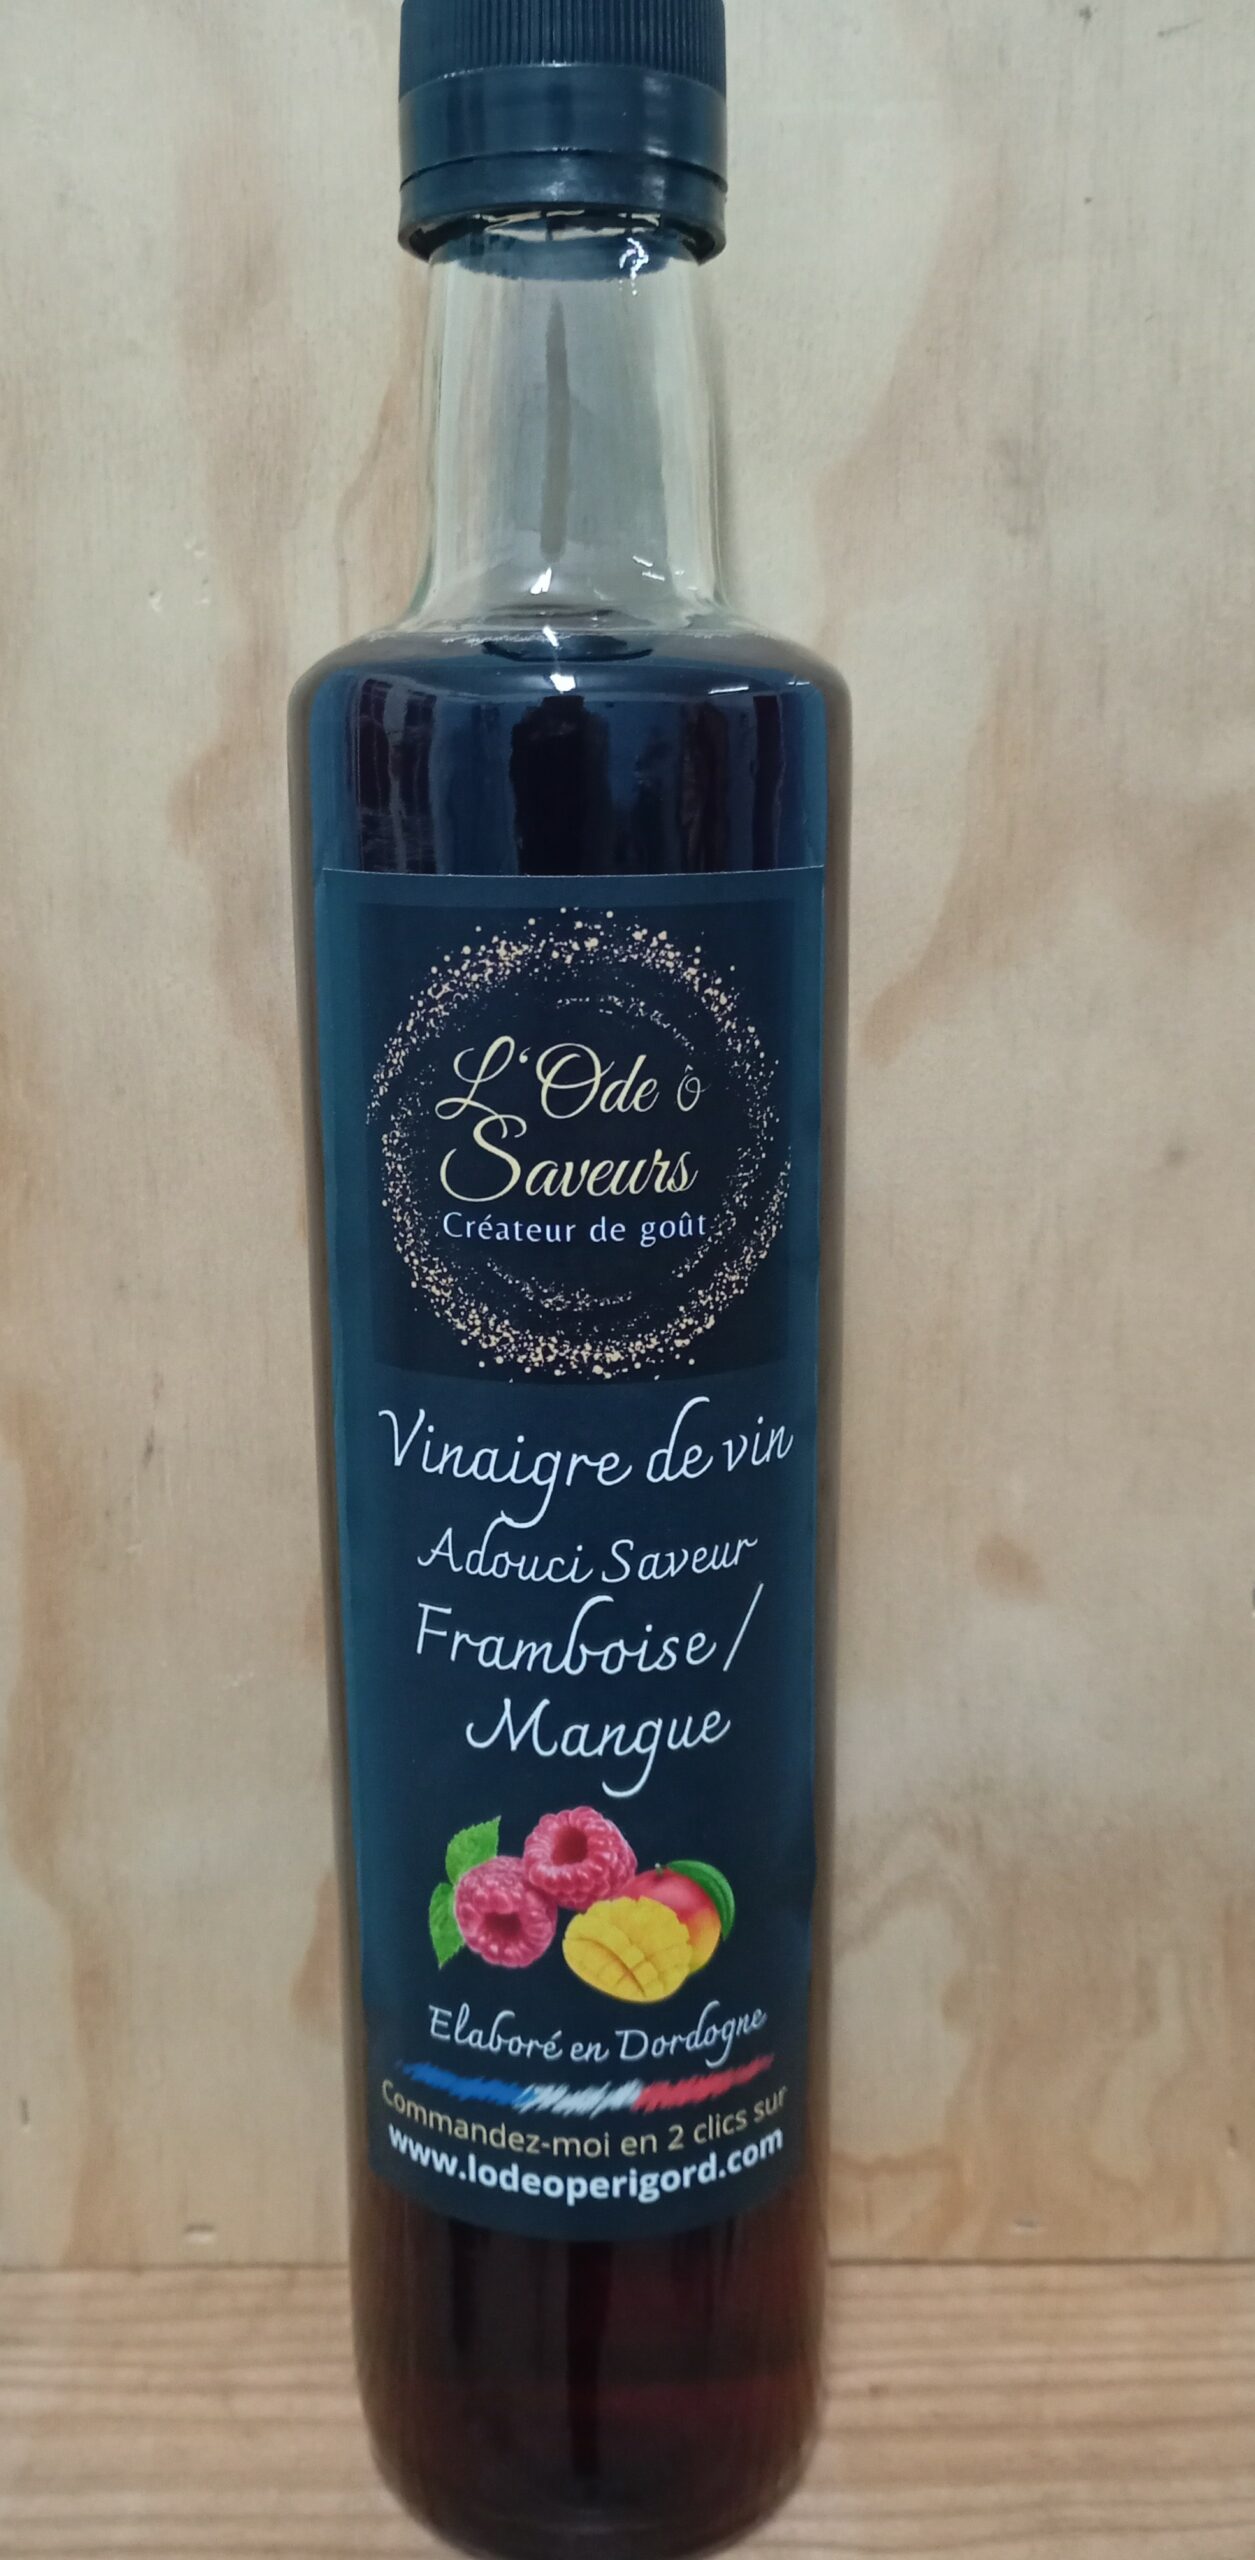 L'Ode ô
Saveurs
Créateur de goût
Vinaigre de vin
Adouci Saveur
Framboise /
Mangue
Elaboré en Dordogne
Commandez-moi en 2 clics sur
www.lodeoperigord.com